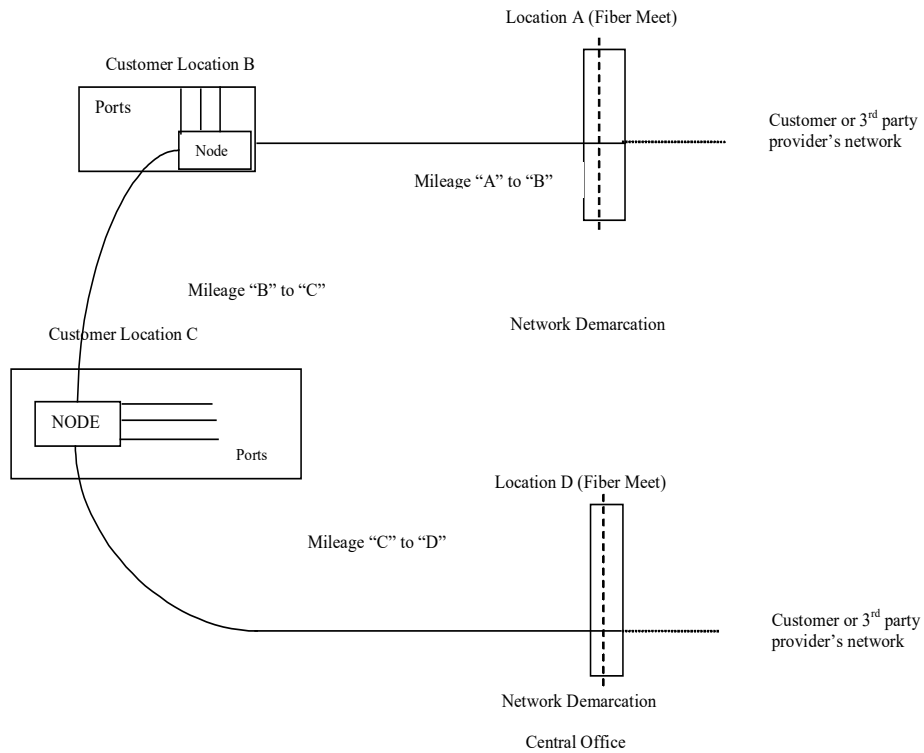 Location A (Fiber Meet)
Customer Location B
Ports
Node
Customer or 3rd party
provider’s network
Mileage “A” to “B”
Mileage “B” to “C”
Network Demarcation
Customer Location C
NODE
Ports
Location D (Fiber Meet)
Mileage “C” to “D”
Customer or 3rd party
provider’s network
Network Demarcation
Central Office